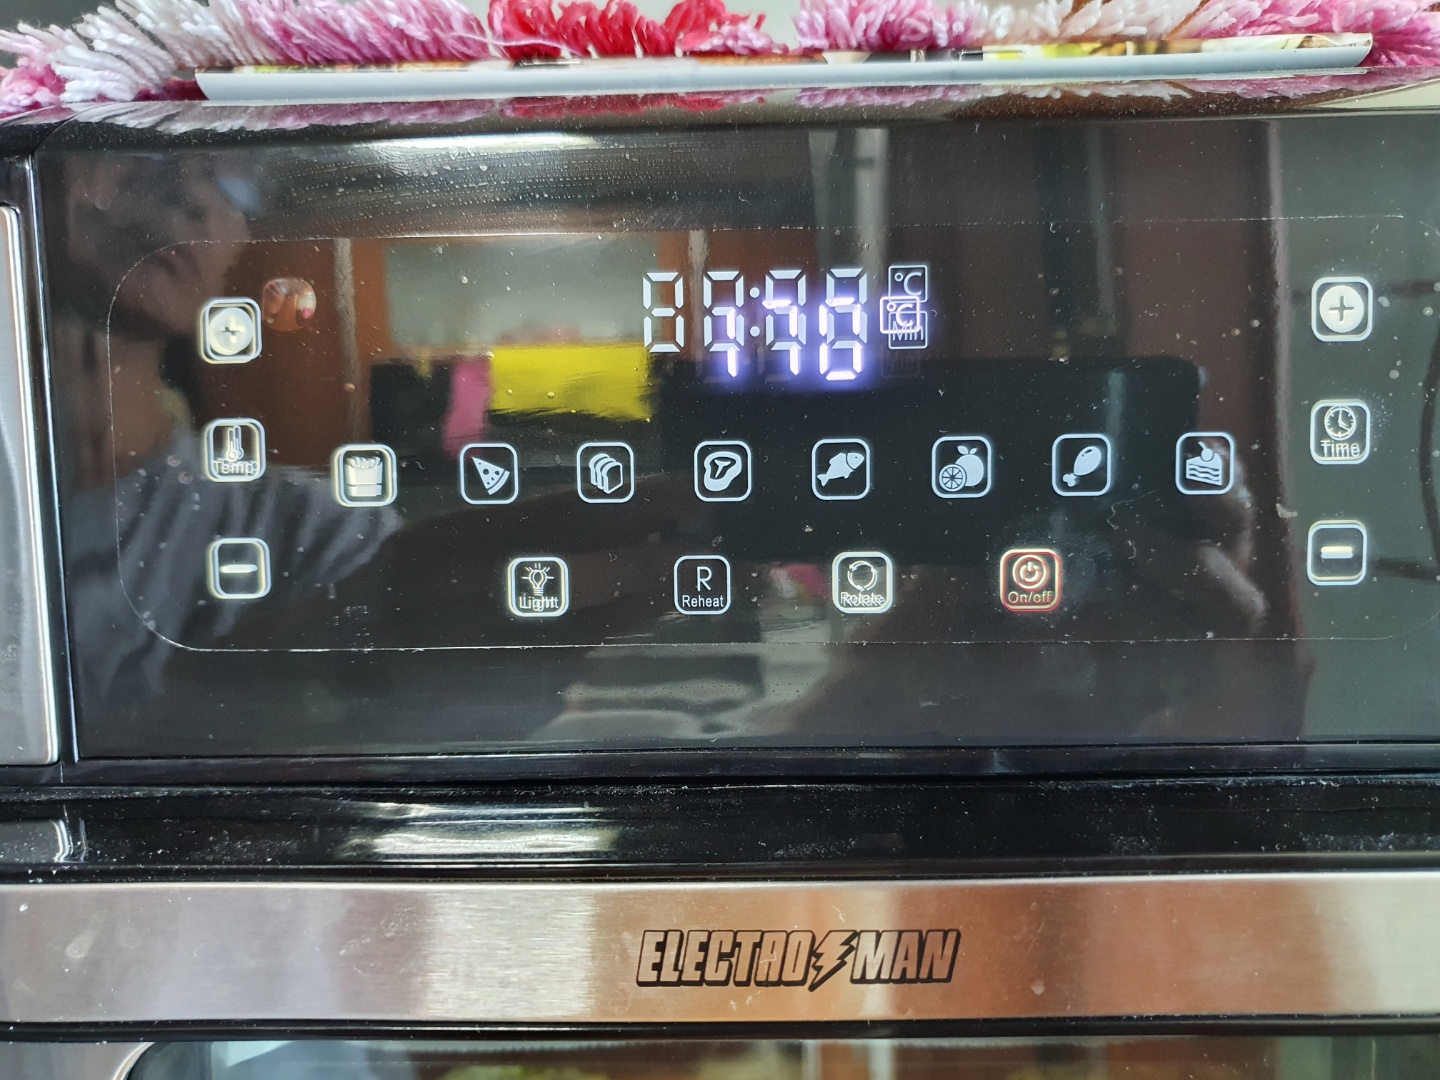 °C
°C
Min
Temp
Time
Light
R
Reheat
Rotate
On/off
ELECTRO MAN